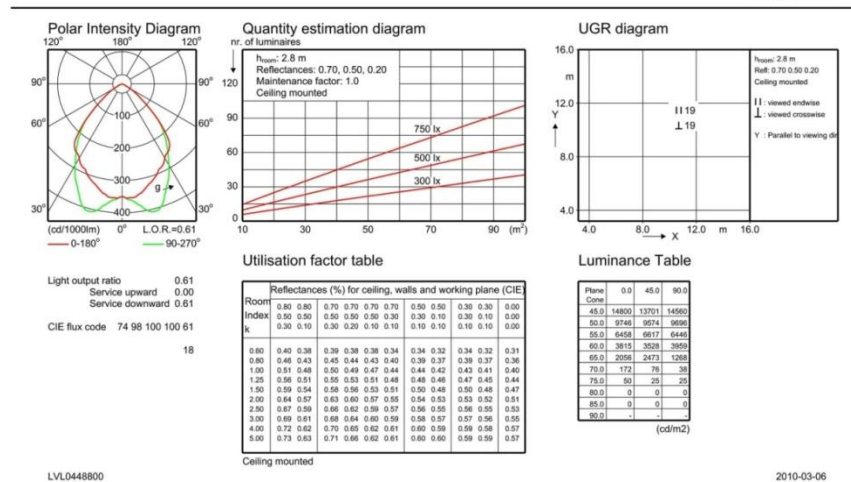 Polar Intensity Diagram
120° 180° 120°
90° 90°
60° 60°
30° 30°
100
200
300
400
g
(cd/1000lm) 0° L.O.R.=0.61
0-180° 90-270°
Light output ratio 0.61
Service upward 0.00
Service downward 0.61
CIE flux code 74 98 100 100 61
18
Quantity estimation diagram
nr. of luminaires
hroom: 2.8 m
Reflectances: 0.70, 0.50, 0.20
Maintenance factor: 1.0
Ceiling mounted
120
90
60
30
0
750 lx
500 lx
300 lx
10 30 50 70 90 (m²)
UGR diagram
16.0
m
12.0
Y
8.0
4.0
II 19
⊥ 19
4.0 8.0 12.0 m 16.0
X
hroom: 2.8 m
Refl: 0.70 0.50 0.20
Ceiling mounted
II : viewed endwise
⊥ : viewed crosswise
Y : Parallel to viewing dir
Utilisation factor table
Reflectances (%) for ceiling, walls and working plane (CIE)
Room 0.80 0.80 0.70 0.70 0.70 0.70 0.50 0.50 0.30 0.30 0.00
Index 0.50 0.50 0.50 0.50 0.50 0.30 0.30 0.10 0.30 0.10 0.00
k 0.30 0.10 0.30 0.20 0.10 0.10 0.10 0.10 0.10 0.10 0.00
0.60 0.40 0.38 0.39 0.38 0.38 0.34 0.34 0.32 0.34 0.32 0.31
0.80 0.46 0.43 0.45 0.44 0.43 0.40 0.39 0.37 0.39 0.37 0.36
1.00 0.51 0.48 0.50 0.49 0.47 0.44 0.44 0.42 0.43 0.41 0.40
1.25 0.56 0.51 0.55 0.53 0.51 0.48 0.48 0.46 0.47 0.45 0.44
1.50 0.59 0.54 0.58 0.56 0.53 0.51 0.50 0.48 0.50 0.48 0.47
2.00 0.64 0.57 0.63 0.60 0.57 0.55 0.54 0.53 0.53 0.52 0.51
2.50 0.67 0.59 0.66 0.62 0.59 0.57 0.56 0.55 0.56 0.55 0.53
3.00 0.69 0.61 0.68 0.64 0.60 0.59 0.58 0.57 0.57 0.56 0.55
4.00 0.72 0.62 0.70 0.65 0.62 0.61 0.60 0.59 0.59 0.58 0.57
5.00 0.73 0.63 0.71 0.66 0.62 0.61 0.60 0.60 0.59 0.59 0.57
Ceiling mounted
Luminance Table
Plane 0.0 45.0 90.0
Cone
45.0 14800 13701 14560
50.0 9746 9574 9696
55.0 6458 6617 6446
60.0 3815 3528 3959
65.0 2056 2473 1268
70.0 172 76 38
75.0 50 25 25
80.0 0 0 0
85.0 0 0 0
90.0 - - -
(cd/m2)
LVL0448800 2010-03-06